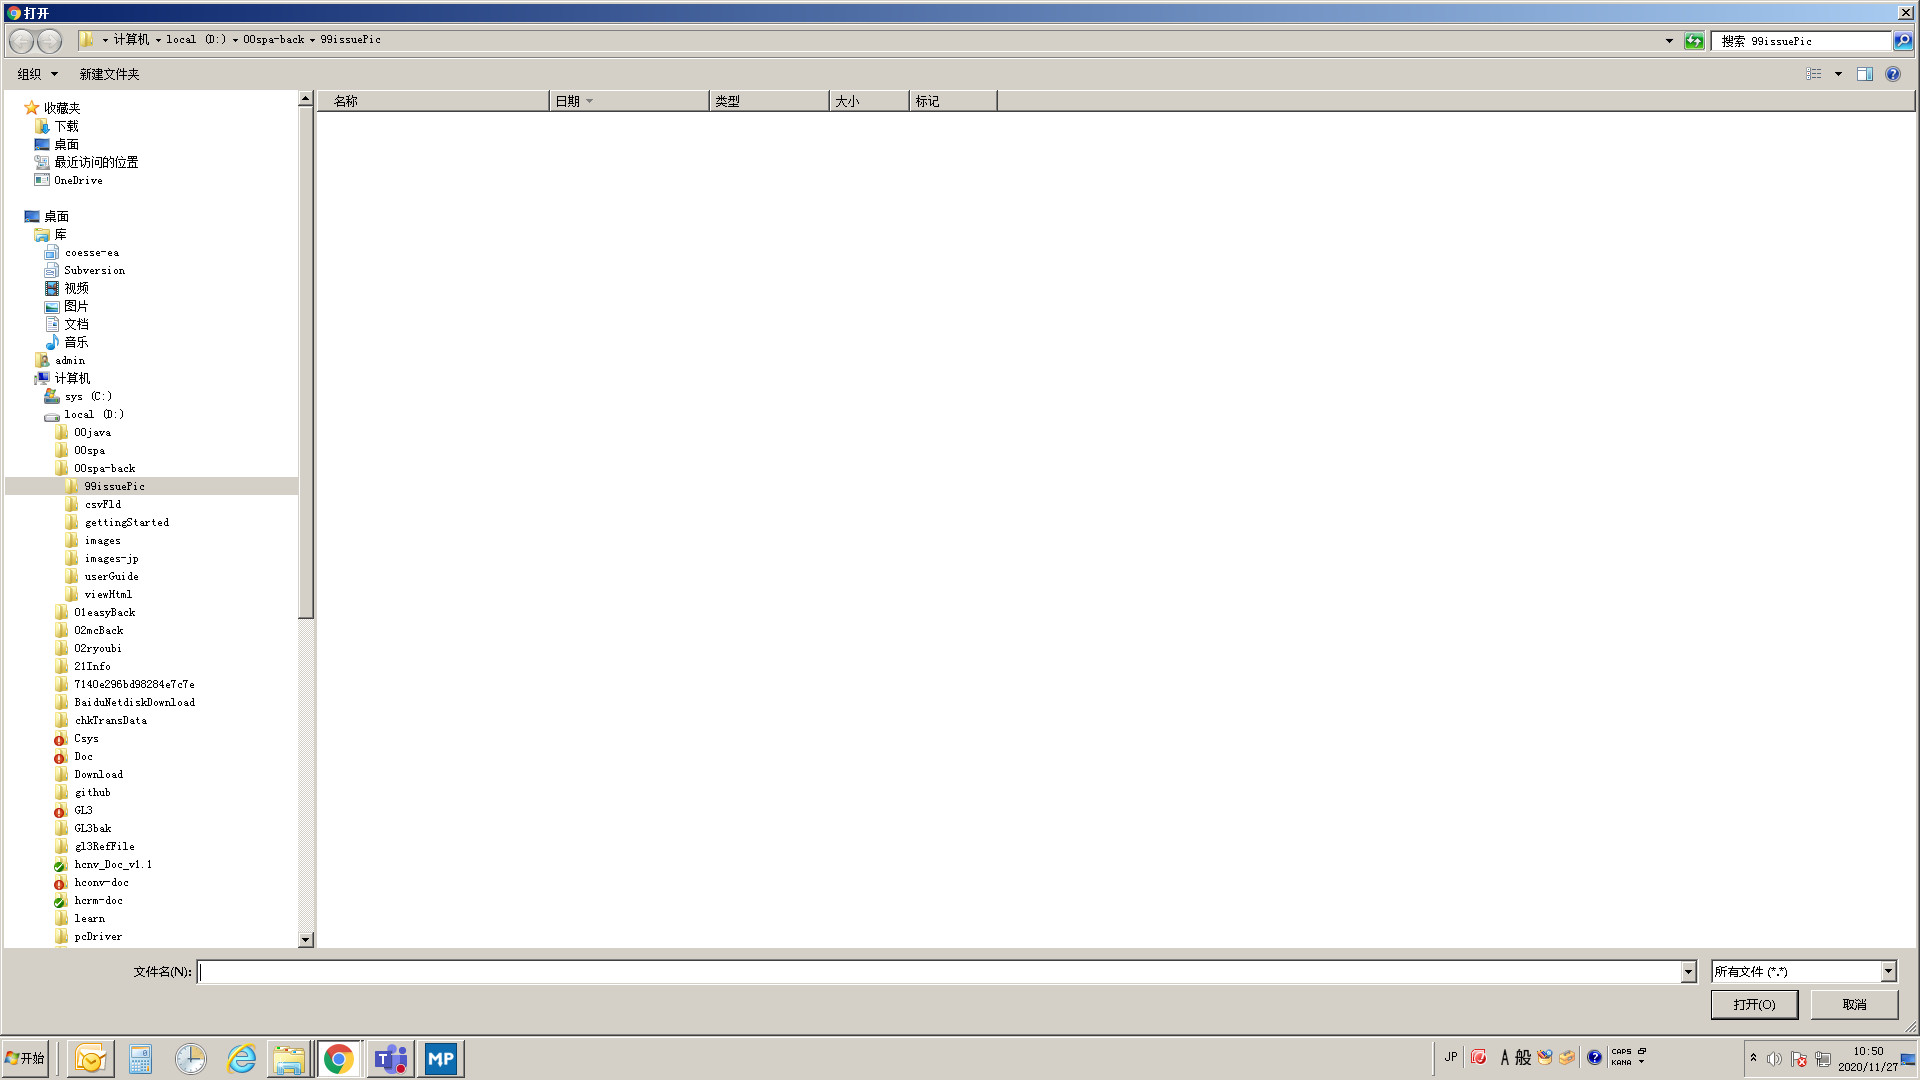 打开
计算机 local (D:) 00spa-back 99issuePic
搜索 99issuePic
组织 新建文件夹
收藏夹
下载
桌面
最近访问的位置
OneDrive
桌面
库
coesse-ea
Subversion
视频
图片
文档
音乐
admin
计算机
sys (C:)
local (D:)
00java
00spa
00spa-back
99issuePic
csvFld
gettingStarted
images
images-jp
userGuide
viewHtml
01easyBack
02mcBack
02ryoubi
21Info
7140e296bd98284e7c7e
BaiduNetdiskDownload
chkTransData
Csys
Doc
Download
github
GL3
GL3bak
gl3RefFile
hcnv_Doc_v1.1
hconv-doc
hcrm-doc
learn
pcDriver
名称 日期 类型 大小 标记
文件名(N):
所有文件 (*.*)
打开(O) 取消
开始
MP
JP
A 般
CAPS
KANA
10:50
2020/11/27